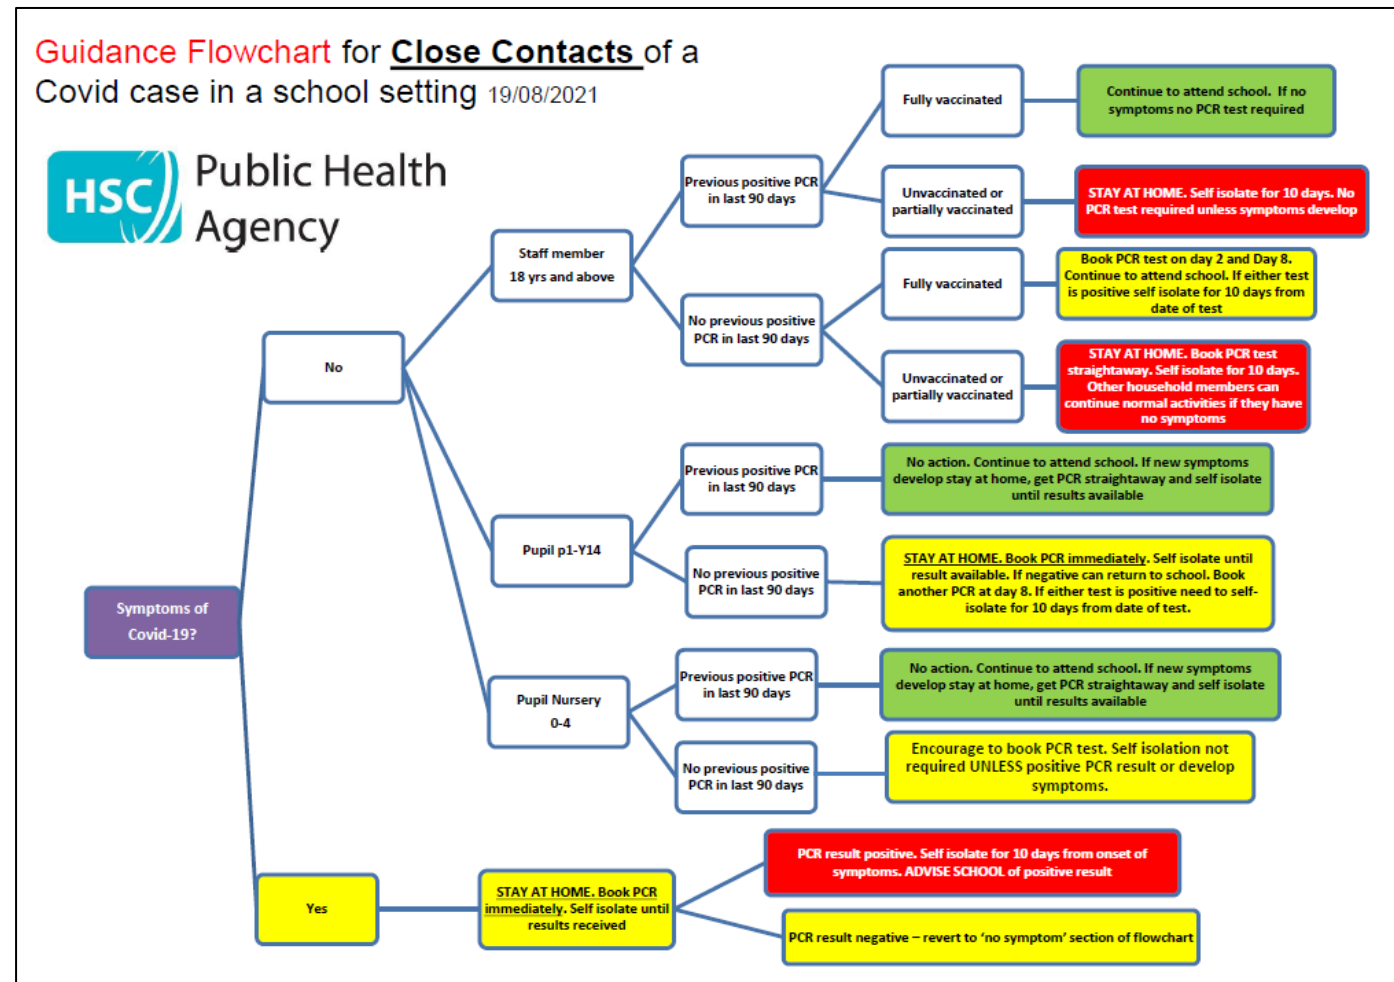 Guidance Flowchart for Close Contacts of a
Covid case in a school setting 19/08/2021
HSC
Public Health
Agency
Symptoms of
Covid-19?
No
Staff member
18 yrs and above
Previous positive PCR
in last 90 days
Fully vaccinated
Continue to attend school. If no
symptoms no PCR test required
Unvaccinated or
partially vaccinated
STAY AT HOME. Self isolate for 10 days. No
PCR test required unless symptoms develop
No previous positive
PCR in last 90 days
Fully vaccinated
Book PCR test on day 2 and Day 8.
Continue to attend school. If either test
is positive self isolate for 10 days from
date of test
Unvaccinated or
partially vaccinated
STAY AT HOME. Book PCR test
straightaway. Self isolate for 10 days.
Other household members can
continue normal activities if they have
no symptoms
Pupil p1-Y14
Previous positive PCR
in last 90 days
No action. Continue to attend school. If new symptoms
develop stay at home, get PCR straightaway and self isolate
until results available
No previous positive
PCR in last 90 days
STAY AT HOME. Book PCR immediately. Self isolate until
result available. If negative can return to school. Book
another PCR at day 8. If either test is positive need to self-
isolate for 10 days from date of test.
Pupil Nursery
0-4
Previous positive PCR
in last 90 days
No action. Continue to attend school. If new symptoms
develop stay at home, get PCR straightaway and self isolate
until results available
No previous positive
PCR in last 90 days
Encourage to book PCR test. Self isolation not
required UNLESS positive PCR result or develop
symptoms.
Yes
STAY AT HOME. Book PCR
immediately. Self isolate until
results received
PCR result positive. Self isolate for 10 days from onset of
symptoms. ADVISE SCHOOL of positive result
PCR result negative – revert to ‘no symptom’ section of flowchart